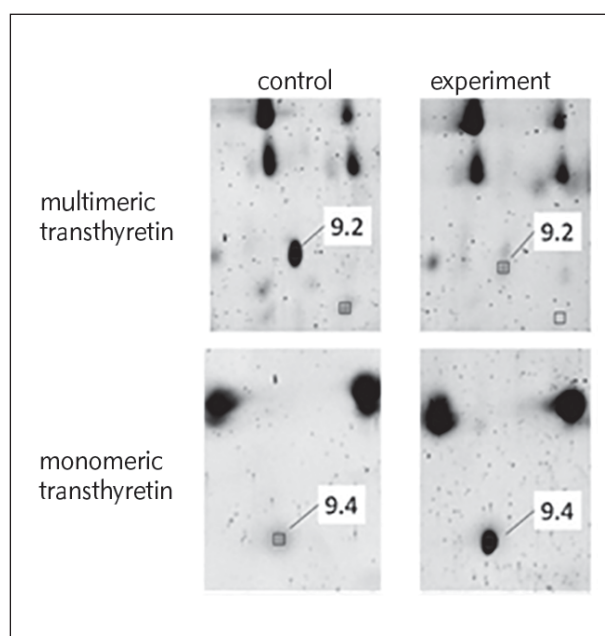 control experiment
multimeric
transthyretin
9.2 9.2
monomeric
transthyretin
9.4 9.4